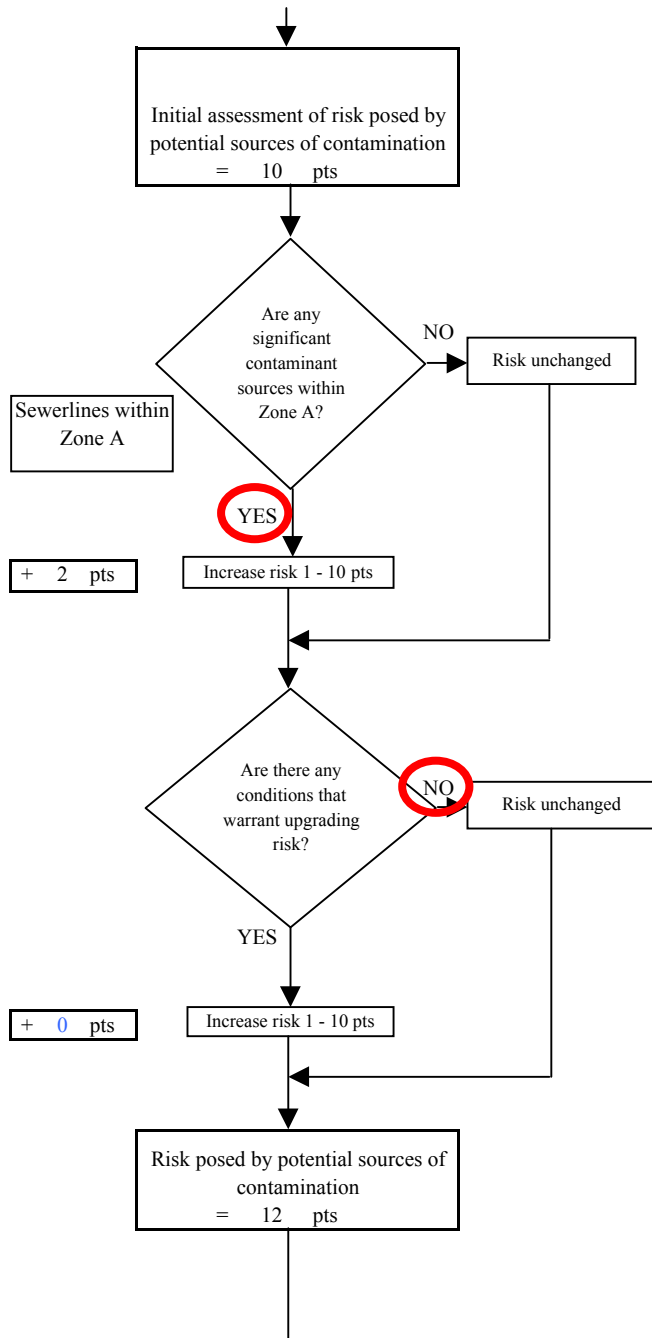 Initial assessment of risk posed by
potential sources of contamination
= 10 pts
Are any
significant
contaminant
sources within
Zone A?
NO
Risk unchanged
Sewerlines within
Zone A
YES
+ 2 pts
Increase risk 1 - 10 pts
Are there any
conditions that
warrant upgrading
risk?
NO
Risk unchanged
YES
+ 0 pts
Increase risk 1 - 10 pts
Risk posed by potential sources of
contamination
= 12 pts